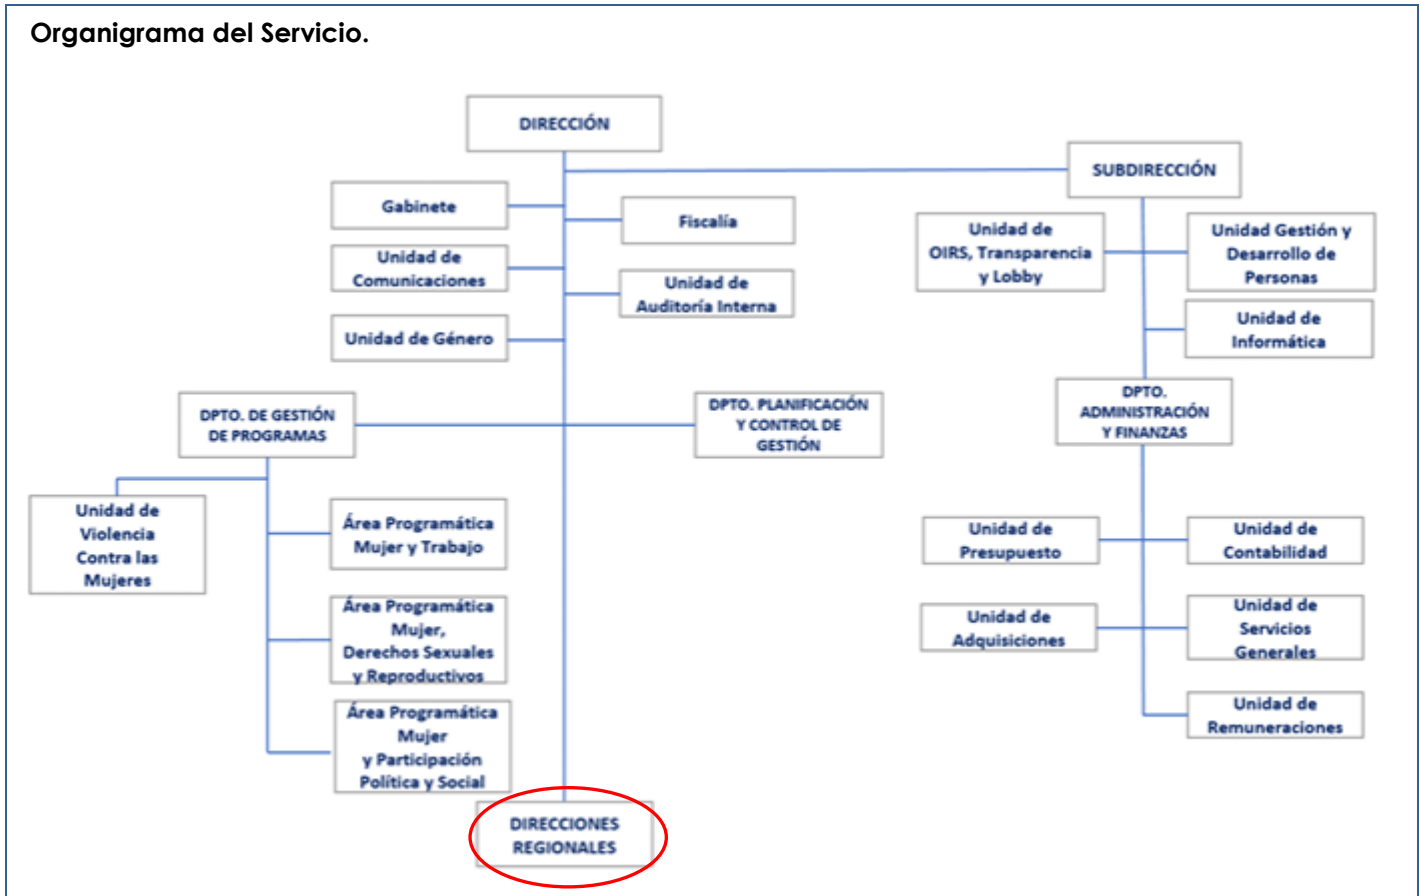 Organigrama del Servicio.
DIRECCIÓN
SUBDIRECCIÓN
Gabinete
Fiscalía
Unidad de
Comunicaciones
Unidad de
Auditoría Interna
Unidad de Género
Unidad de
OIRS, Transparencia
y Lobby
Unidad Gestión y
Desarrollo de
Personas
Unidad de
Informática
DPTO. DE GESTIÓN
DE PROGRAMAS
DPTO. PLANIFICACIÓN
Y CONTROL DE
GESTIÓN
DPTO.
ADMINISTRACIÓN
Y FINANZAS
Unidad de
Violencia
Contra las
Mujeres
Área Programática
Mujer y Trabajo
Área Programática
Mujer,
Derechos Sexuales
y Reproductivos
Área Programática
Mujer
y Participación
Política y Social
Unidad de
Presupuesto
Unidad de
Contabilidad
Unidad de
Adquisiciones
Unidad de
Servicios
Generales
Unidad de
Remuneraciones
DIRECCIONES
REGIONALES